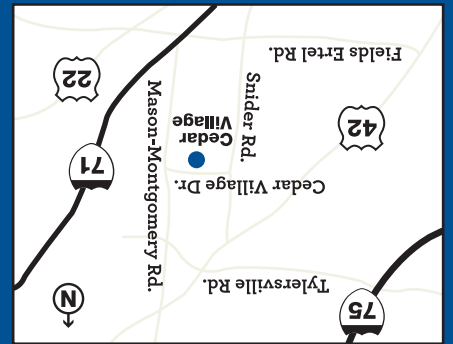 75
Tylersville Rd.
N
Cedar Village Dr.
71
Mason-Montgomery Rd.
Snider Rd.
Cedar
Village
42
22
Fields Ertel Rd.